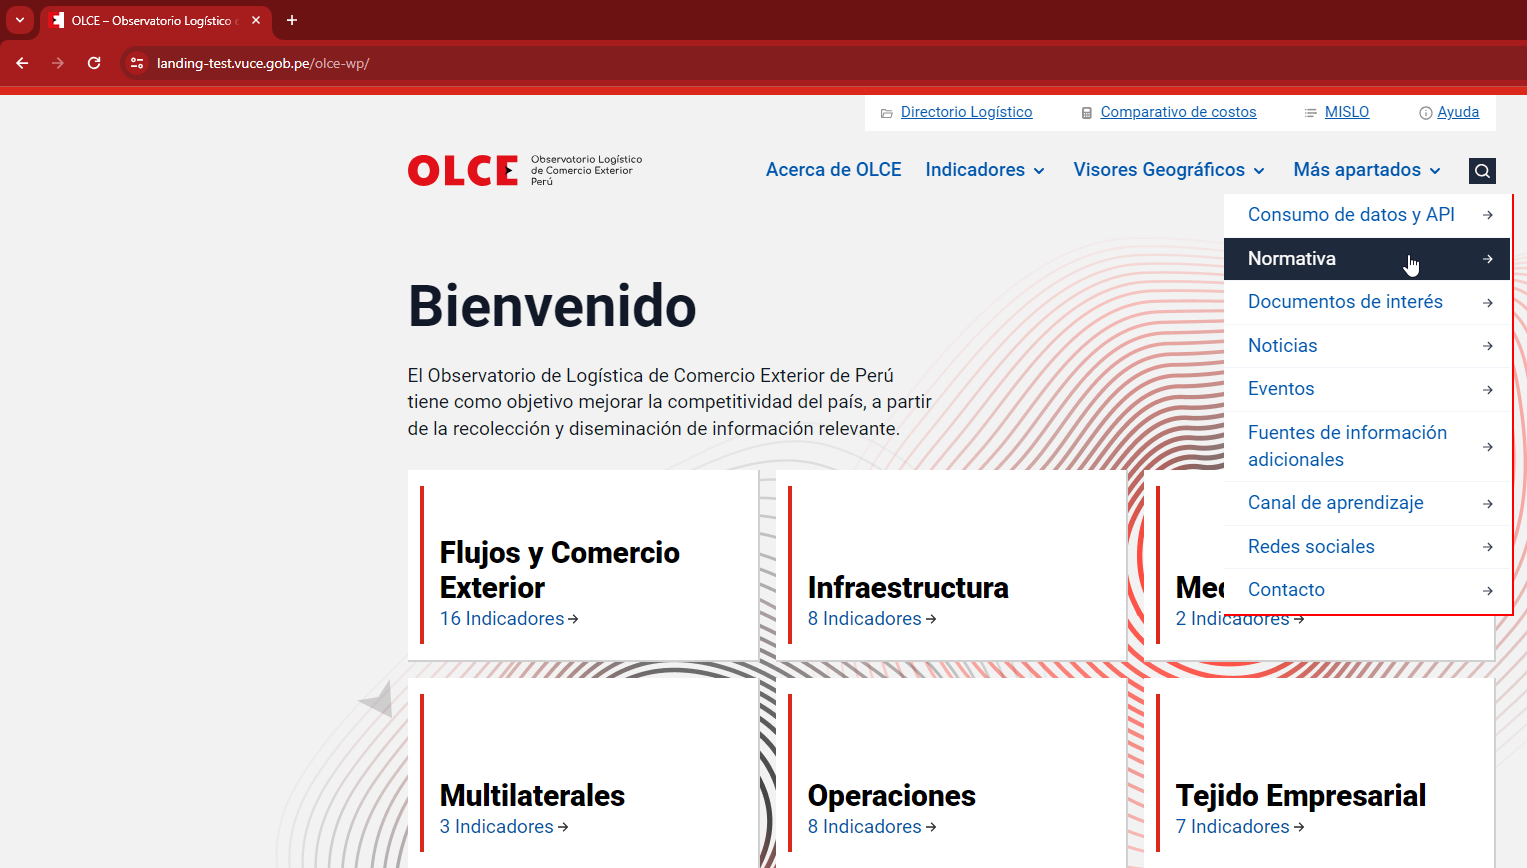 OLCE – Observatorio Logístico
landing-test.vuce.gob.pe/olce-wp/
Directorio Logístico
Comparativo de costos
MISLO
Ayuda
OLCE
Observatorio Logístico
de Comercio Exterior
Perú
Acerca de OLCE
Indicadores
Visores Geográficos
Más apartados
Consumo de datos y API
Normativa
Documentos de interés
Noticias
Eventos
Fuentes de información
adicionales
Canal de aprendizaje
Redes sociales
Contacto
Bienvenido
El Observatorio de Logística de Comercio Exterior de Perú
tiene como objetivo mejorar la competitividad del país, a partir
de la recolección y diseminación de información relevante.
Flujos y Comercio
Exterior
16 Indicadores
Infraestructura
8 Indicadores
2 Indicadores
Multilaterales
3 Indicadores
Operaciones
8 Indicadores
Tejido Empresarial
7 Indicadores